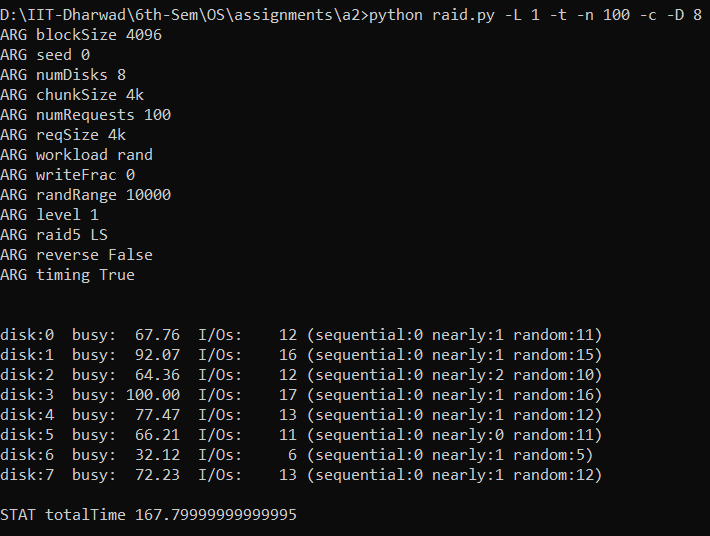 D:\IIT-Dharwad\6th-Sem\OS\assignments\a2>python raid.py -L 1 -t -n 100 -c -D 8
ARG blockSize 4096
ARG seed 0
ARG numDisks 8
ARG chunkSize 4k
ARG numRequests 100
ARG reqSize 4k
ARG workload rand
ARG writeFrac 0
ARG randRange 10000
ARG level 1
ARG raid5 LS
ARG reverse False
ARG timing True
disk:0  busy:  67.76  I/Os:    12 (sequential:0 nearly:1 random:11)
disk:1  busy:  92.07  I/Os:    16 (sequential:0 nearly:1 random:15)
disk:2  busy:  64.36  I/Os:    12 (sequential:0 nearly:2 random:10)
disk:3  busy: 100.00  I/Os:    17 (sequential:0 nearly:1 random:16)
disk:4  busy:  77.47  I/Os:    13 (sequential:0 nearly:1 random:12)
disk:5  busy:  66.21  I/Os:    11 (sequential:0 nearly:0 random:11)
disk:6  busy:  32.12  I/Os:     6 (sequential:0 nearly:1 random:5)
disk:7  busy:  72.23  I/Os:    13 (sequential:0 nearly:1 random:12)
STAT totalTime 167.79999999999995